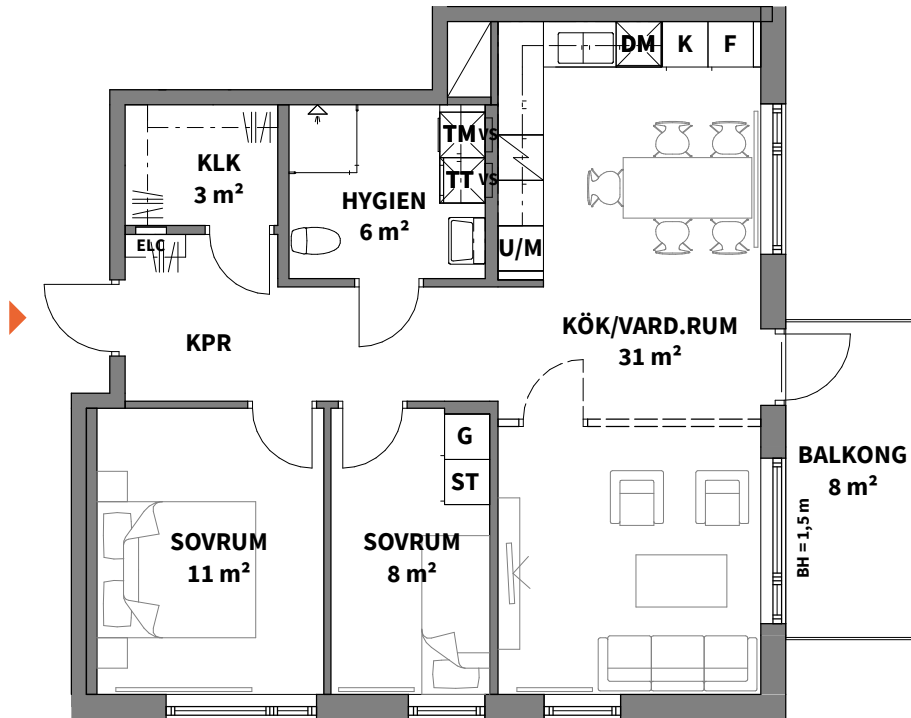 DM K F
TM VS
TT VS
KLK
3 m²
HYGIEN
6 m²
U/M
ELC
KPR
KÖK/VARD.RUM
31 m²
G
ST
BALKONG
8 m²
BH = 1,5 m
SOVRUM
11 m²
SOVRUM
8 m²